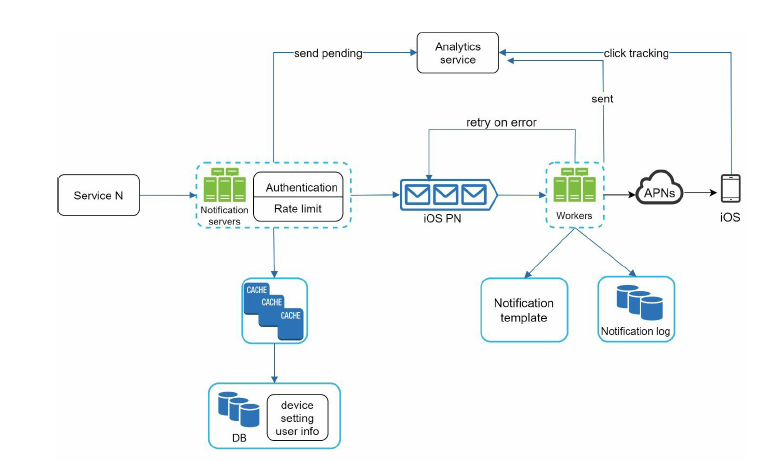 Analytics
service
send pending
click tracking
sent
retry on error
Service N
Notification
servers
Authentication
Rate limit
iOS PN
Workers
APNs
iOS
CACHE
CACHE
CACHE
Notification
template
Notification log
DB
device
setting
user info